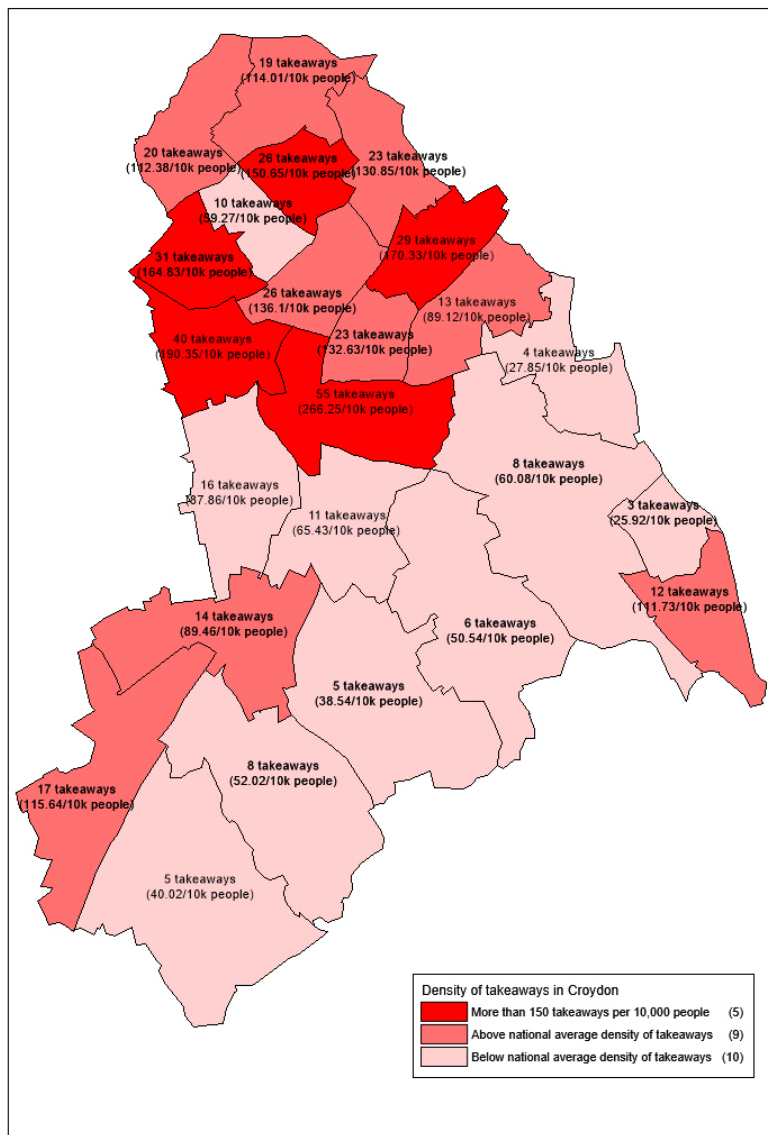 19 takeaways
(114.01/10k people)
20 takeaways
(112.38/10k people)
26 takeaways
(150.65/10k people)
23 takeaways
(130.85/10k people)
10 takeaways
(59.27/10k people)
29 takeaways
(170.33/10k people)
31 takeaways
(164.83/10k people)
26 takeaways
(136.1/10k people)
13 takeaways
(89.12/10k people)
40 takeaways
(190.35/10k people)
23 takeaways
(132.63/10k people)
4 takeaways
(27.85/10k people)
55 takeaways
(266.25/10k people)
8 takeaways
(60.08/10k people)
16 takeaways
(87.86/10k people)
11 takeaways
(65.43/10k people)
3 takeaways
(25.92/10k people)
12 takeaways
(111.73/10k people)
14 takeaways
(89.46/10k people)
6 takeaways
(50.54/10k people)
5 takeaways
(38.54/10k people)
8 takeaways
(52.02/10k people)
17 takeaways
(115.64/10k people)
5 takeaways
(40.02/10k people)
Density of takeaways in Croydon
More than 150 takeaways per 10,000 people (5)
Above national average density of takeaways (9)
Below national average density of takeaways (10)